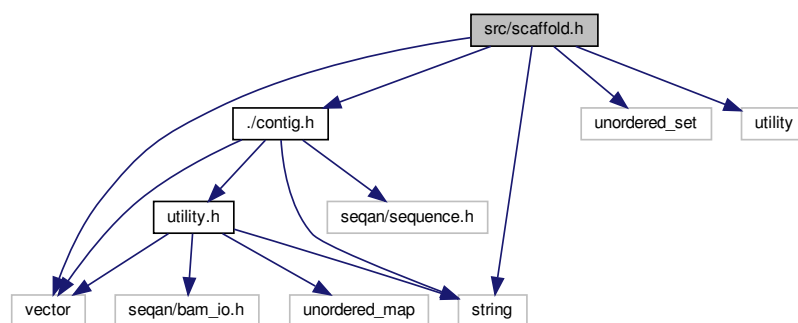 src/scaffold.h
./contig.h
unordered_set
utility
utility.h
seqan/sequence.h
vector
seqan/bam_io.h
unordered_map
string